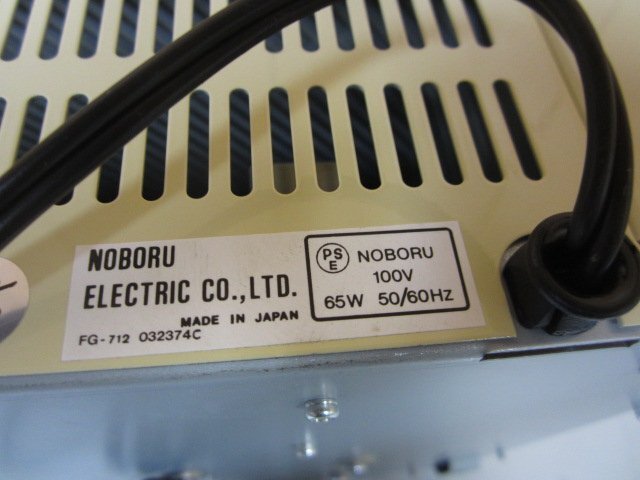 NOBORU
ELECTRIC CO.,LTD.
MADE IN JAPAN
FG-712 032374C
PS
E
NOBORU
100V
65W 50/60HZ